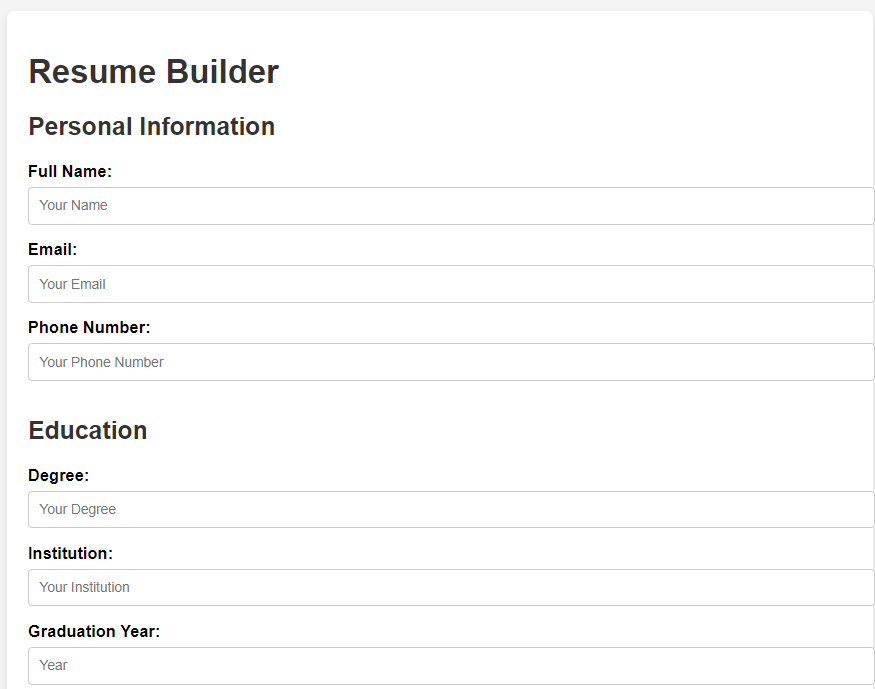 Resume Builder
Personal Information
Full Name:
Your Name
Email:
Your Email
Phone Number:
Your Phone Number
Education
Degree:
Your Degree
Institution:
Your Institution
Graduation Year:
Year